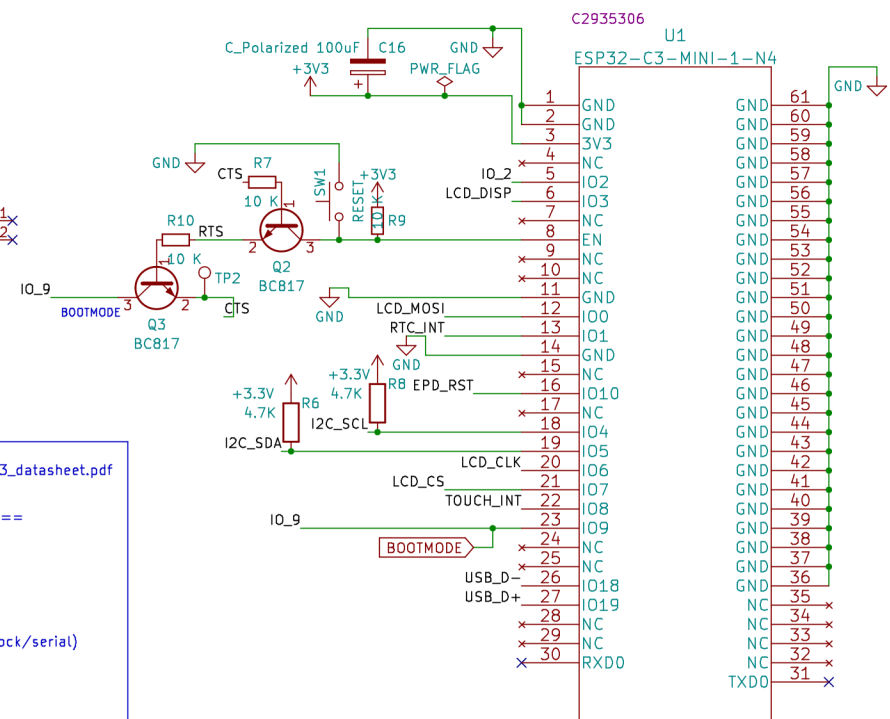 C2935306
U1
ESP32-C3-MINI-1-N4
C_Polarized 100uF C16
GND
+3V3
PWR_FLAG
+
GND
1 GND GND 61
2 GND GND 60
3 3V3 GND 59
4 NC GND 58
IO_2 5 IO2 GND 57
LCD_DISP 6 IO3 GND 56
7 NC GND 55
8 EN GND 54
9 NC GND 53
10 NC GND 52
11 GND GND 51
LCD_MOSI 12 IO0 GND 50
RTC_INT 13 IO1 GND 49
14 GND GND 48
15 NC GND 47
EPD_RST 16 IO10 GND 46
17 NC GND 45
I2C_SCL 18 IO4 GND 44
I2C_SDA 19 IO5 GND 43
LCD_CLK 20 IO6 GND 42
LCD_CS 21 IO7 GND 41
TOUCH_INT 22 IO8 GND 40
IO_9 23 IO9 GND 39
24 NC GND 38
BOOTMODE
25 NC GND 37
USB_D- 26 IO18 GND 36
USB_D+ 27 IO19 NC 35
28 NC NC 34
29 NC NC 33
30 RXD0 NC 32
TXD0 31
GND
R7
CTS
10 K
1
2
3
Q2
BC817
SW1
RESET
+3V3
10 K
R9
R10
RTS
10 K
1
TP2
IO_9
BOOTMODE
3
2
CTS
Q3
BC817
GND
GND
+3.3V
4.7K
R8
+3.3V
4.7K
R6
1
2
3_datasheet.pdf
==
ock/serial)